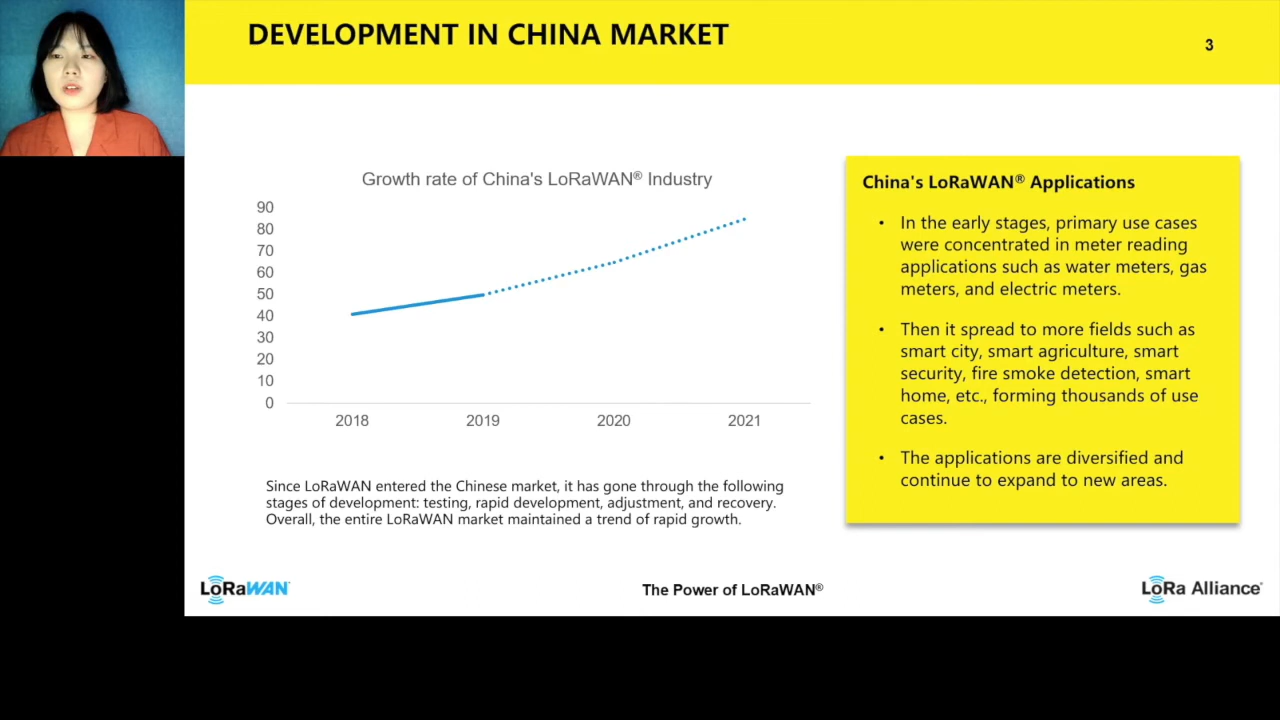 DEVELOPMENT IN CHINA MARKET
3
Growth rate of China's LoRaWAN® Industry
90
80
70
60
50
40
30
20
10
0
2018 2019 2020 2021
Since LoRaWAN entered the Chinese market, it has gone through the following
stages of development: testing, rapid development, adjustment, and recovery.
Overall, the entire LoRaWAN market maintained a trend of rapid growth.
China's LoRaWAN® Applications
• In the early stages, primary use cases
were concentrated in meter reading
applications such as water meters, gas
meters, and electric meters.
• Then it spread to more fields such as
smart city, smart agriculture, smart
security, fire smoke detection, smart
home, etc., forming thousands of use
cases.
• The applications are diversified and
continue to expand to new areas.
LoRaWAN
The Power of LoRaWAN®
LoRa Alliance®